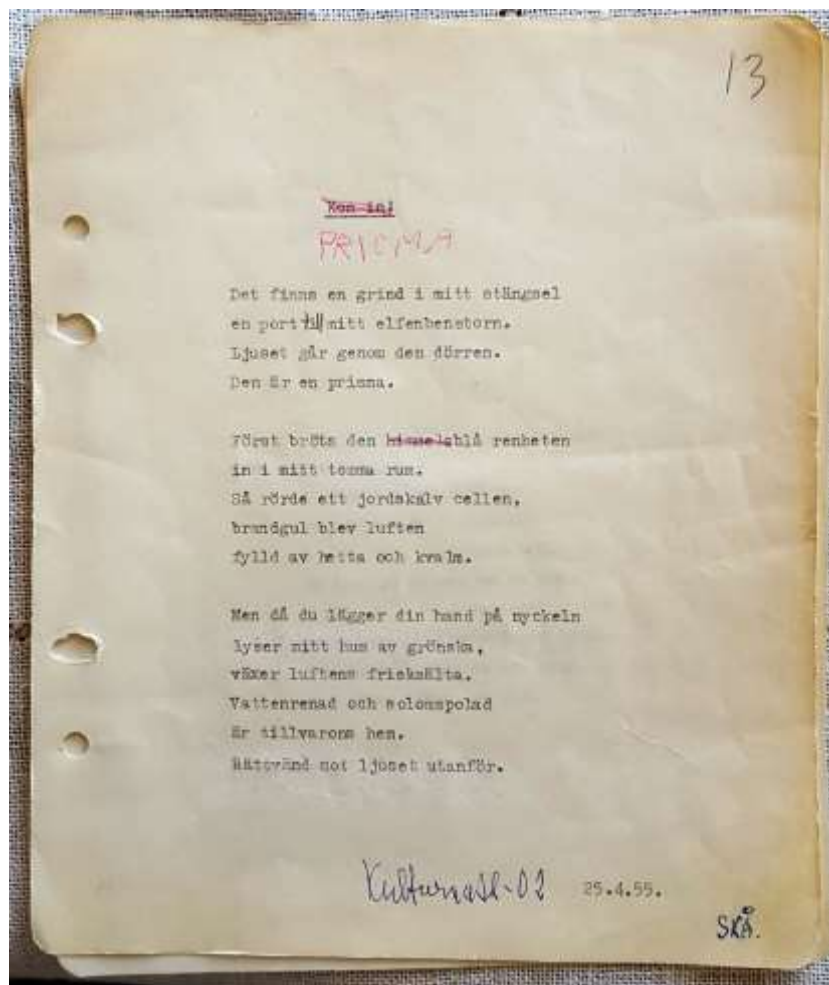 13
Kom in!
PRISMA
Det finns en grind i mitt stängsel
en port till mitt elfenbenstorn.
Ljuset går genom den dörren.
Den är en prisma.
Först bröts den himmelsblå renheten
in i mitt tomma rum.
Så rörde ett jordskalv cellen,
brandgul blev luften
fylld av hetta och kvalm.
Men då du lägger din hand på nyckeln
lyser mitt hus av grönska,
växer luftens frisksälta.
Vattenrenad och solomspolad
är tillvarons hem.
Rätvänd mot ljuset utanför.
25.4.55.
SKÅ.